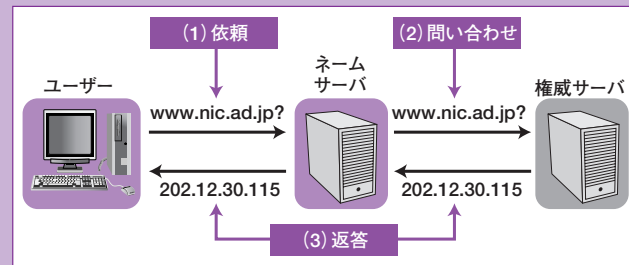 (1)依頼
(2)問い合わせ
ユーザー
ネーム
サーバ
権威サーバ
www.nic.ad.jp?
www.nic.ad.jp?
202.12.30.115
202.12.30.115
(3)返答